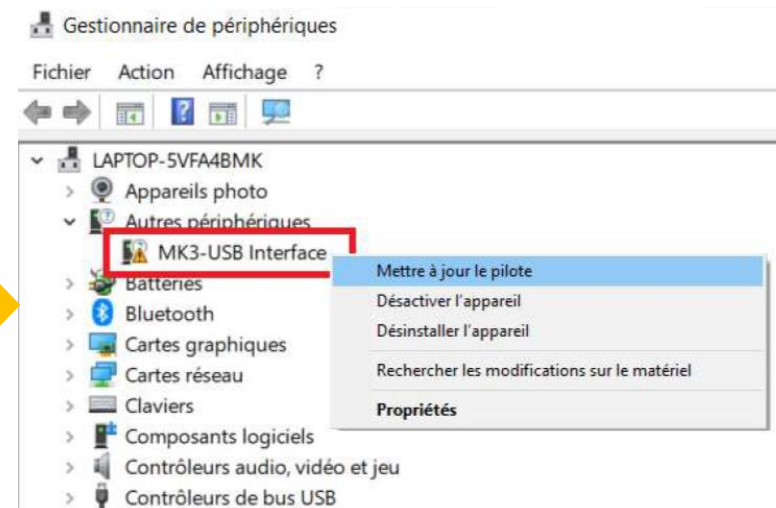 Gestionnaire de périphériques
Fichier Action Affichage ?
LAPTOP-5VFA4BMK
Appareils photo
Autres périphériques
MK3-USB Interface
Batteries
Bluetooth
Cartes graphiques
Cartes réseau
Claviers
Composants logiciels
Contrôleurs audio, vidéo et jeu
Contrôleurs de bus USB
Mettre à jour le pilote
Désactiver l'appareil
Désinstaller l'appareil
Rechercher les modifications sur le matériel
Propriétés